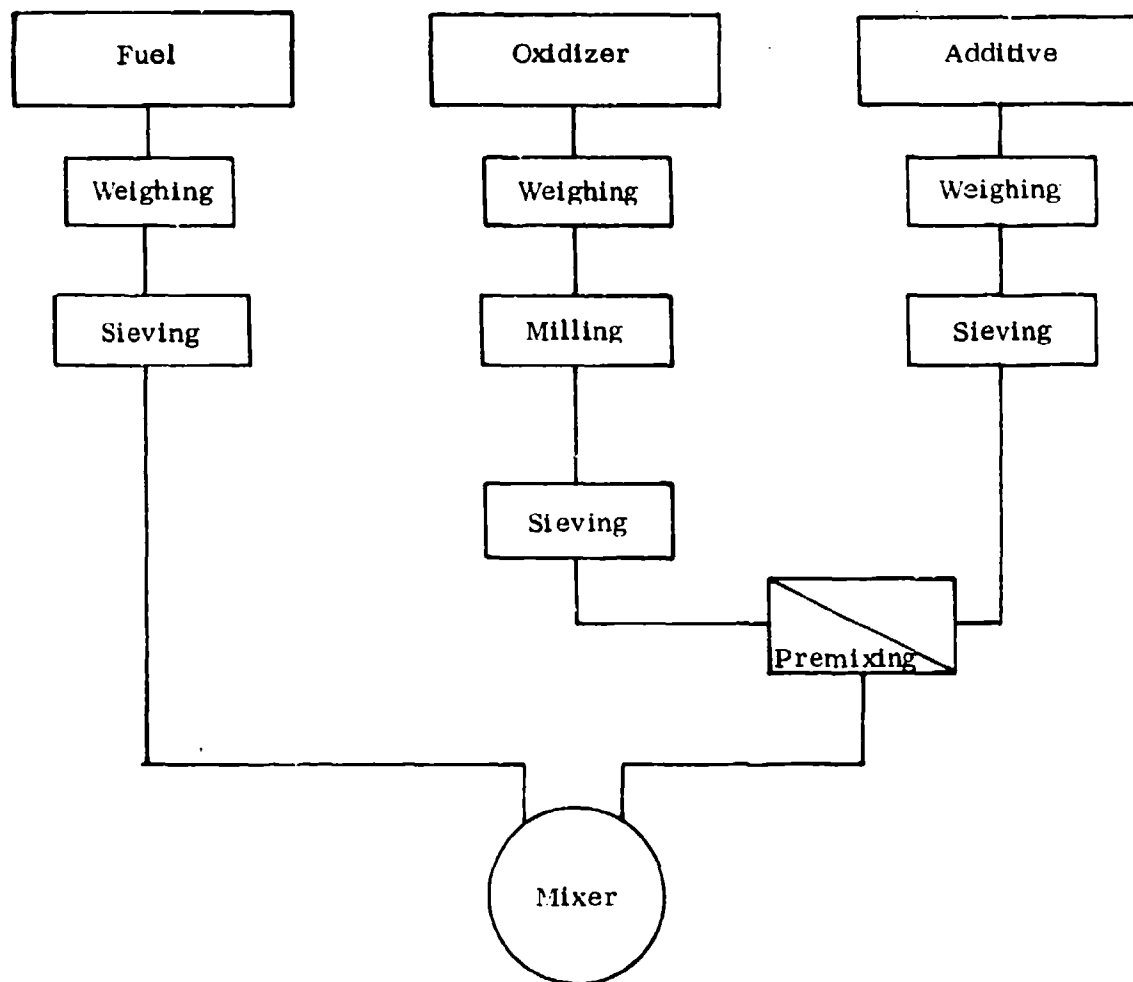 Fuel
Oxidizer
Additive
Weighing
Weighing
Weighing
Sieving
Milling
Sieving
Sieving
Premixing
Mixer